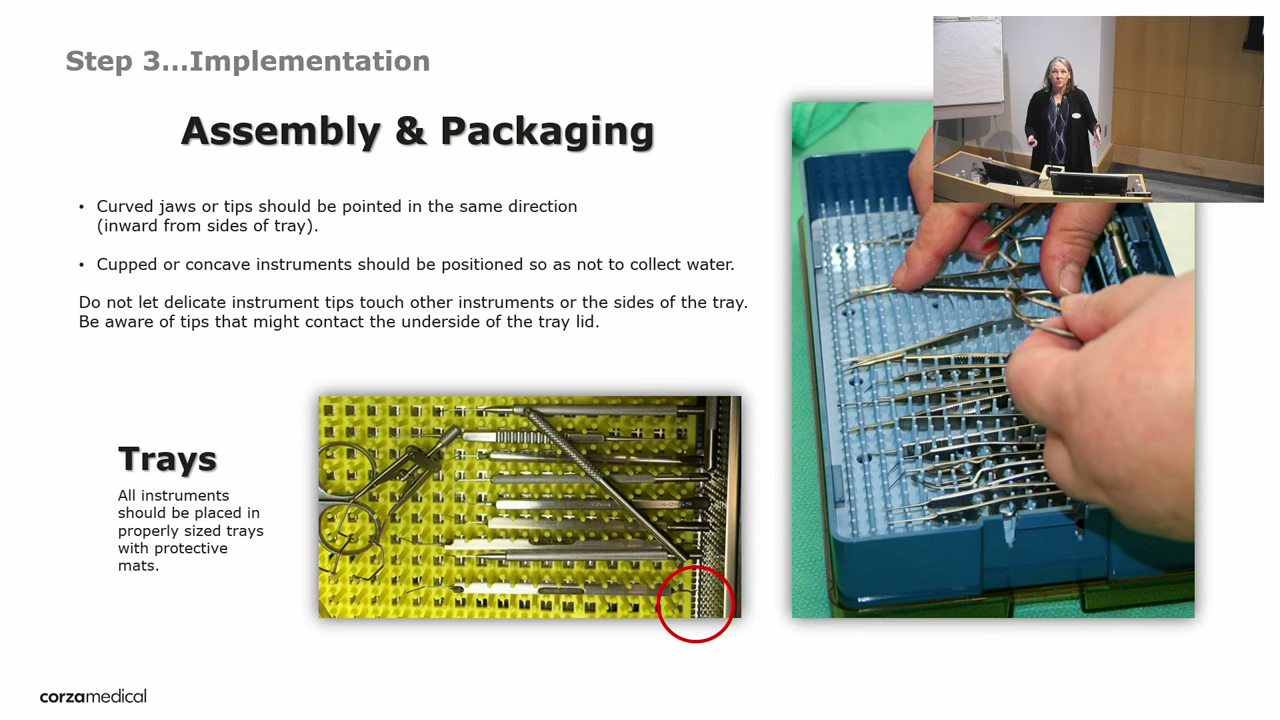 Step 3...Implementation
Assembly & Packaging
• Curved jaws or tips should be pointed in the same direction
(inward from sides of tray).
• Cupped or concave instruments should be positioned so as not to collect water.
Do not let delicate instrument tips touch other instruments or the sides of the tray.
Be aware of tips that might contact the underside of the tray lid.
Trays
All instruments
should be placed in
properly sized trays
with protective
mats.
corzamedical